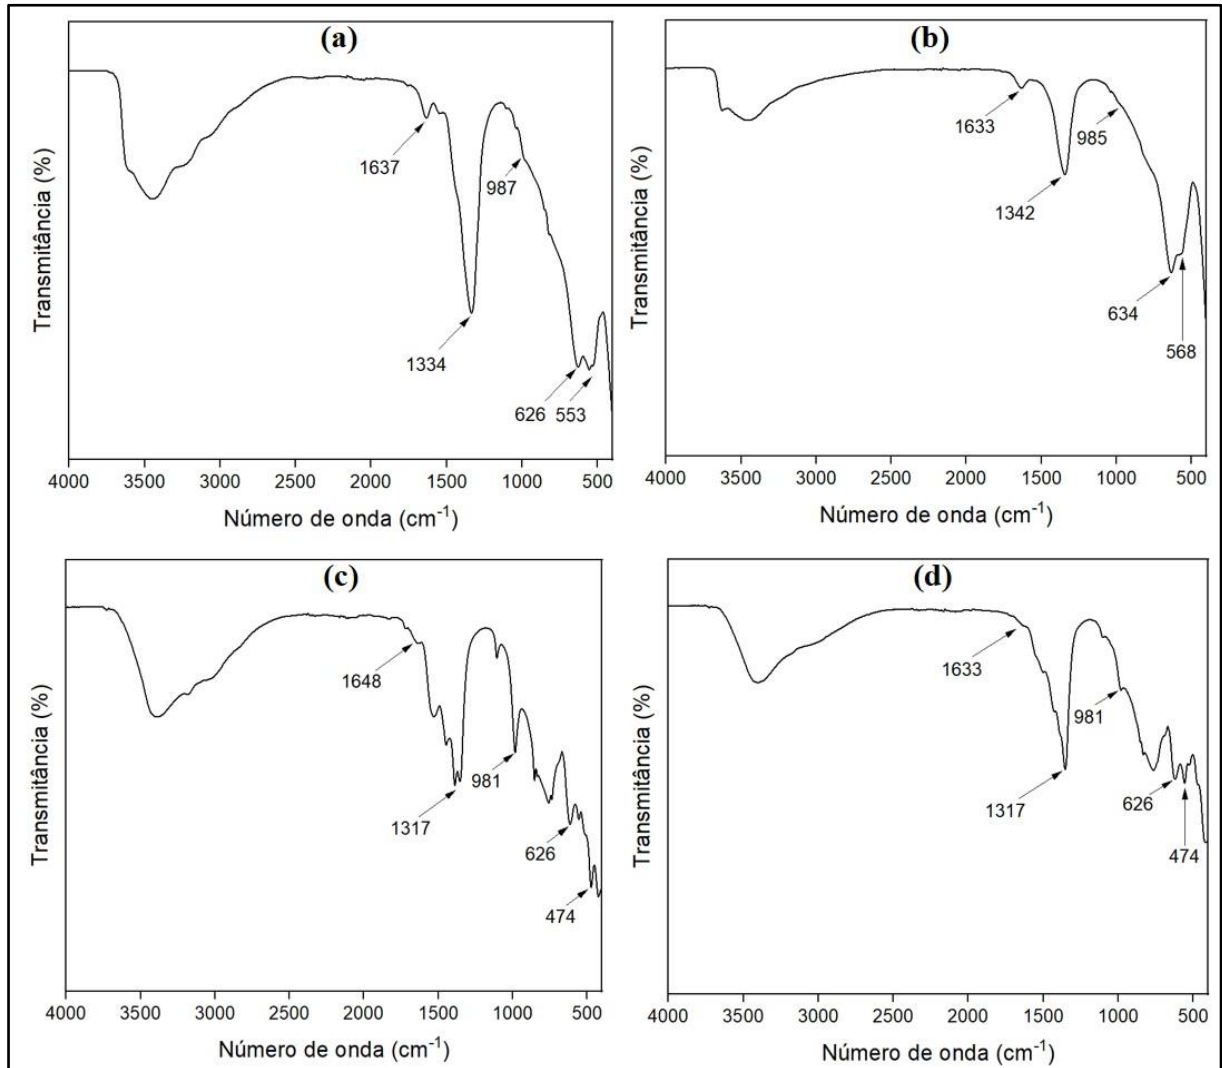 (a)
Transmitância (%)
1637
987
1334
626
553
4000 3500 3000 2500 2000 1500 1000 500
Número de onda (cm-1)
(b)
Transmitância (%)
1633
985
1342
634
568
4000 3500 3000 2500 2000 1500 1000 500
Número de onda (cm-1)
(c)
Transmitância (%)
1648
981
1317
626
474
4000 3500 3000 2500 2000 1500 1000 500
Número de onda (cm-1)
(d)
Transmitância (%)
1633
981
1317
626
474
4000 3500 3000 2500 2000 1500 1000 500
Número de onda (cm-1)